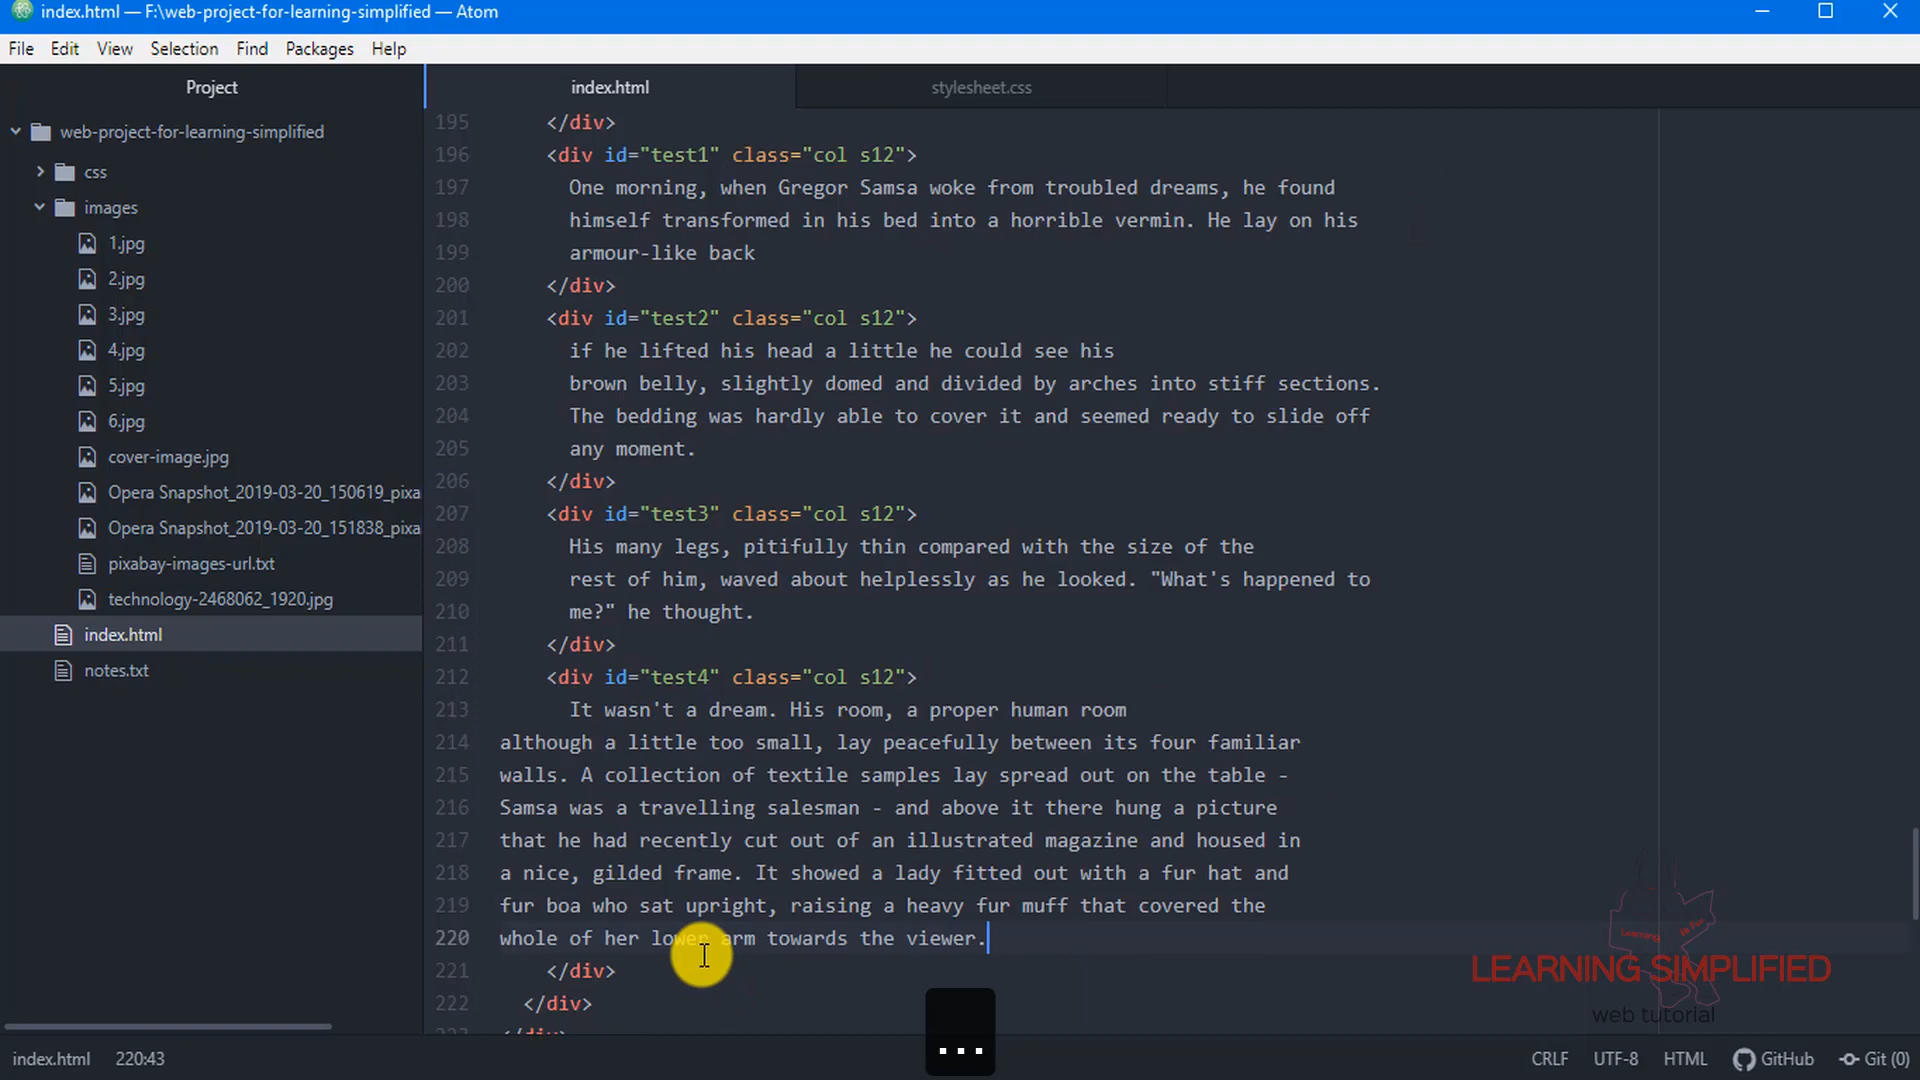 index.html — F:\web-project-for-learning-simplified — Atom
File Edit View Selection Find Packages Help
Project
web-project-for-learning-simplified
css
images
1.jpg
2.jpg
3.jpg
4.jpg
5.jpg
6.jpg
cover-image.jpg
Opera Snapshot_2019-03-20_150619_pixa
Opera Snapshot_2019-03-20_151838_pixa
pixabay-images-url.txt
technology-2468062_1920.jpg
index.html
notes.txt
index.html stylesheet.css
195 </div>
196 <div id="test1" class="col s12">
197 One morning, when Gregor Samsa woke from troubled dreams, he found
198 himself transformed in his bed into a horrible vermin. He lay on his
199 armour-like back
200 </div>
201 <div id="test2" class="col s12">
202 if he lifted his head a little he could see his
203 brown belly, slightly domed and divided by arches into stiff sections.
204 The bedding was hardly able to cover it and seemed ready to slide off
205 any moment.
206 </div>
207 <div id="test3" class="col s12">
208 His many legs, pitifully thin compared with the size of the
209 rest of him, waved about helplessly as he looked. "What's happened to
210 me?" he thought.
211 </div>
212 <div id="test4" class="col s12">
213 It wasn't a dream. His room, a proper human room
214 although a little too small, lay peacefully between its four familiar
215 walls. A collection of textile samples lay spread out on the table -
216 Samsa was a travelling salesman - and above it there hung a picture
217 that he had recently cut out of an illustrated magazine and housed in
218 a nice, gilded frame. It showed a lady fitted out with a fur hat and
219 fur boa who sat upright, raising a heavy fur muff that covered the
220 whole of her lower arm towards the viewer.
221 </div>
222 </div>
223 </div>
...
Learning is Fun
LEARNING SIMPLIFIED
web tutorial
index.html 220:43 CRLF UTF-8 HTML GitHub Git (0)